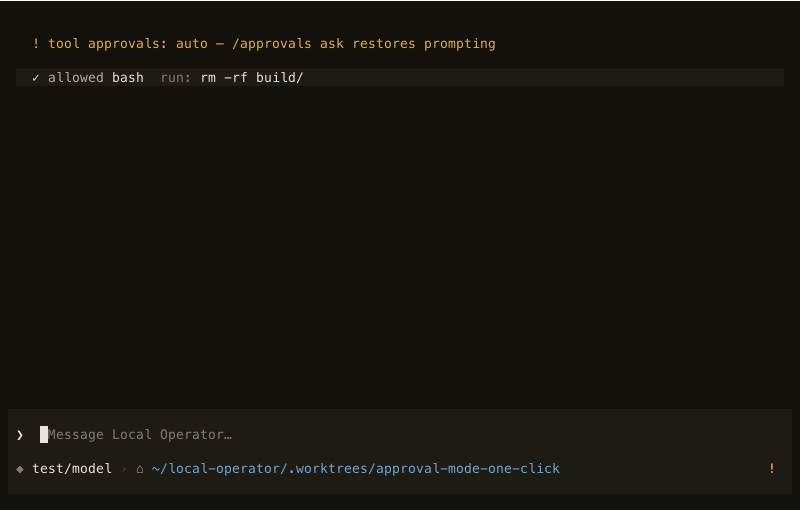 ! tool approvals: auto — /approvals ask restores prompting
✓ allowed bash  run: rm -rf build/
❯ Message Local Operator…
◆ test/model › ⌂ ~/local-operator/.worktrees/approval-mode-one-click !